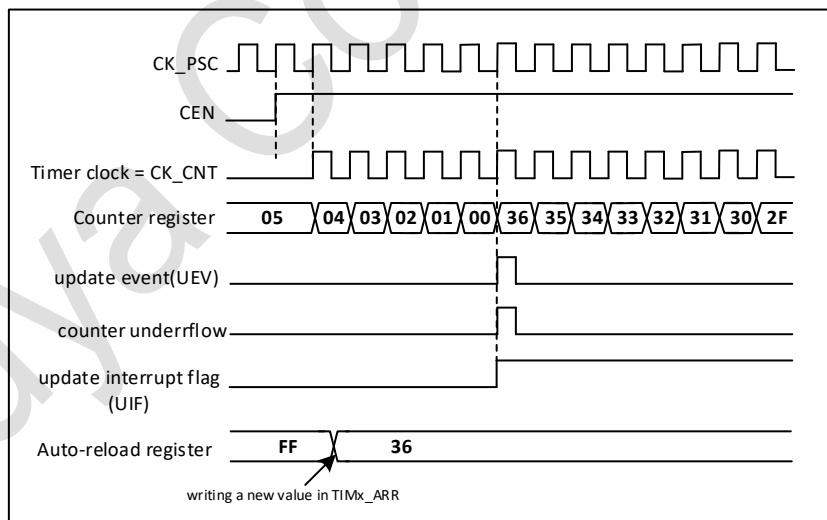 CK_PSC
CEN
Timer clock = CK_CNT
Counter register 05 04 03 02 01 00 36 35 34 33 32 31 30 2F
update event(UEV)
counter underrflow
update interrupt flag
(UIF)
Auto-reload register FF 36
writing a new value in TIMx_ARR